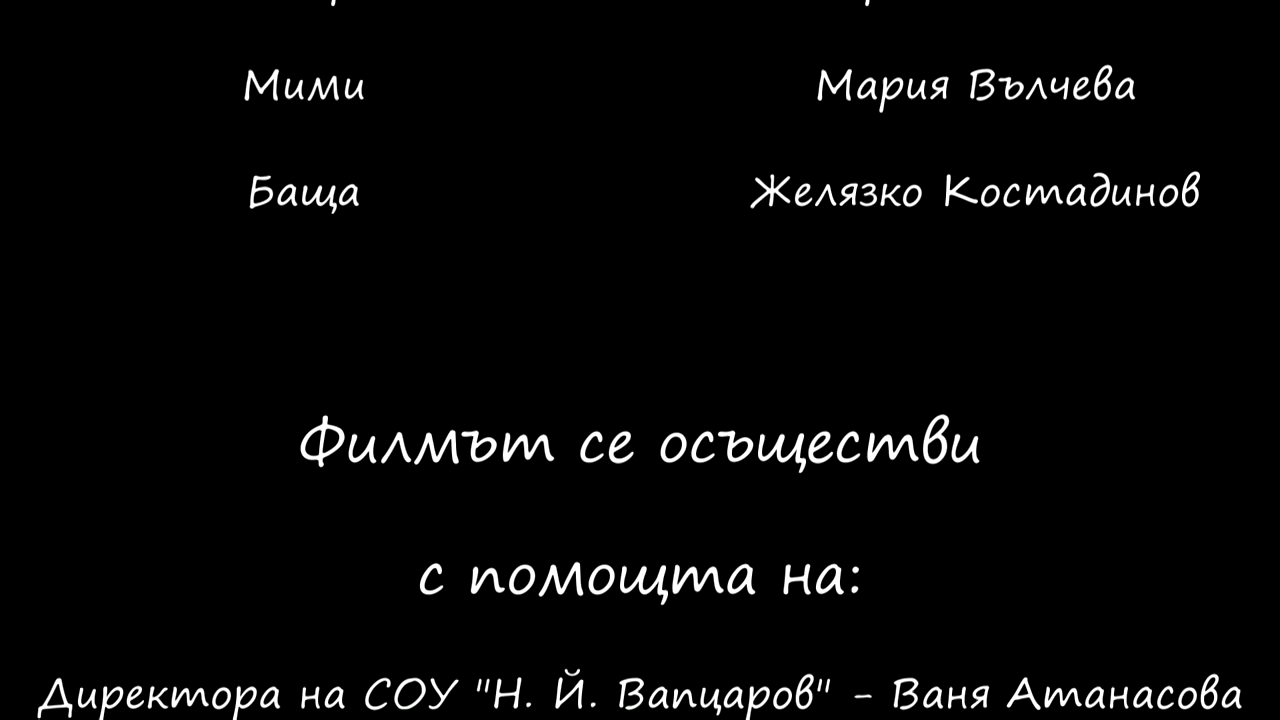 Мими Мария Вълчева
Баща Желязко Костадинов
Филмът се осъществи
с помощта на:
Директора на СОУ "Н. Й. Вапцаров" - Ваня Атанасова